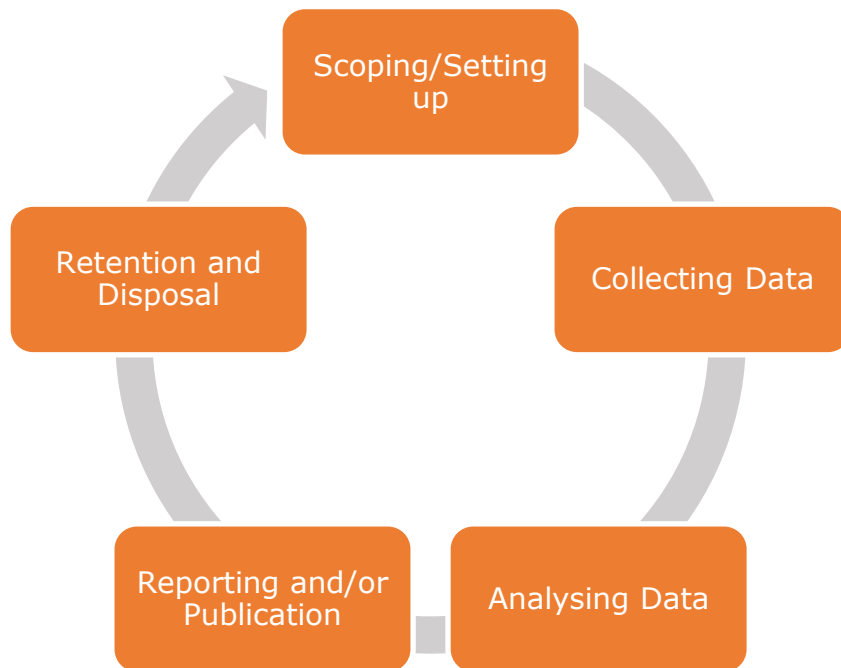 Scoping/Setting
up
Collecting Data
Analysing Data
Reporting and/or
Publication
Retention and
Disposal